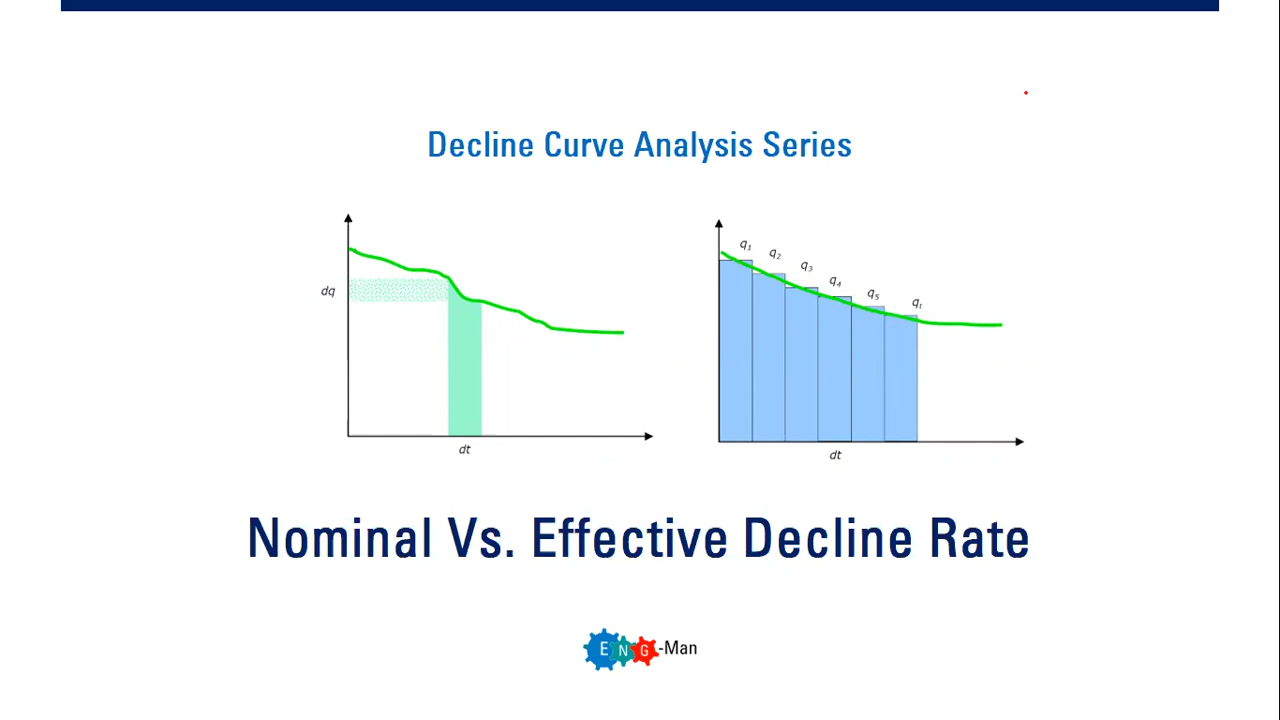 Decline Curve Analysis Series
dq
dt
q1
q2
q3
q4
q5
qt
dt
Nominal Vs. Effective Decline Rate
ENG-Man